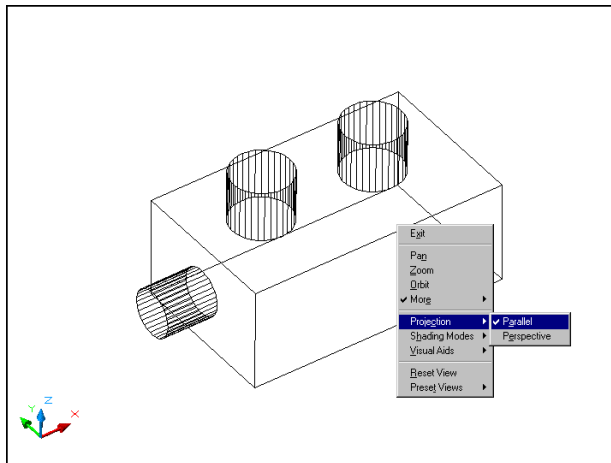 Exit
Pan
Zoom
Orbit
More
Projection
Shading Modes
Visual Aids
Reset View
Preset Views
Parallel
Perspective
Z
Y
X